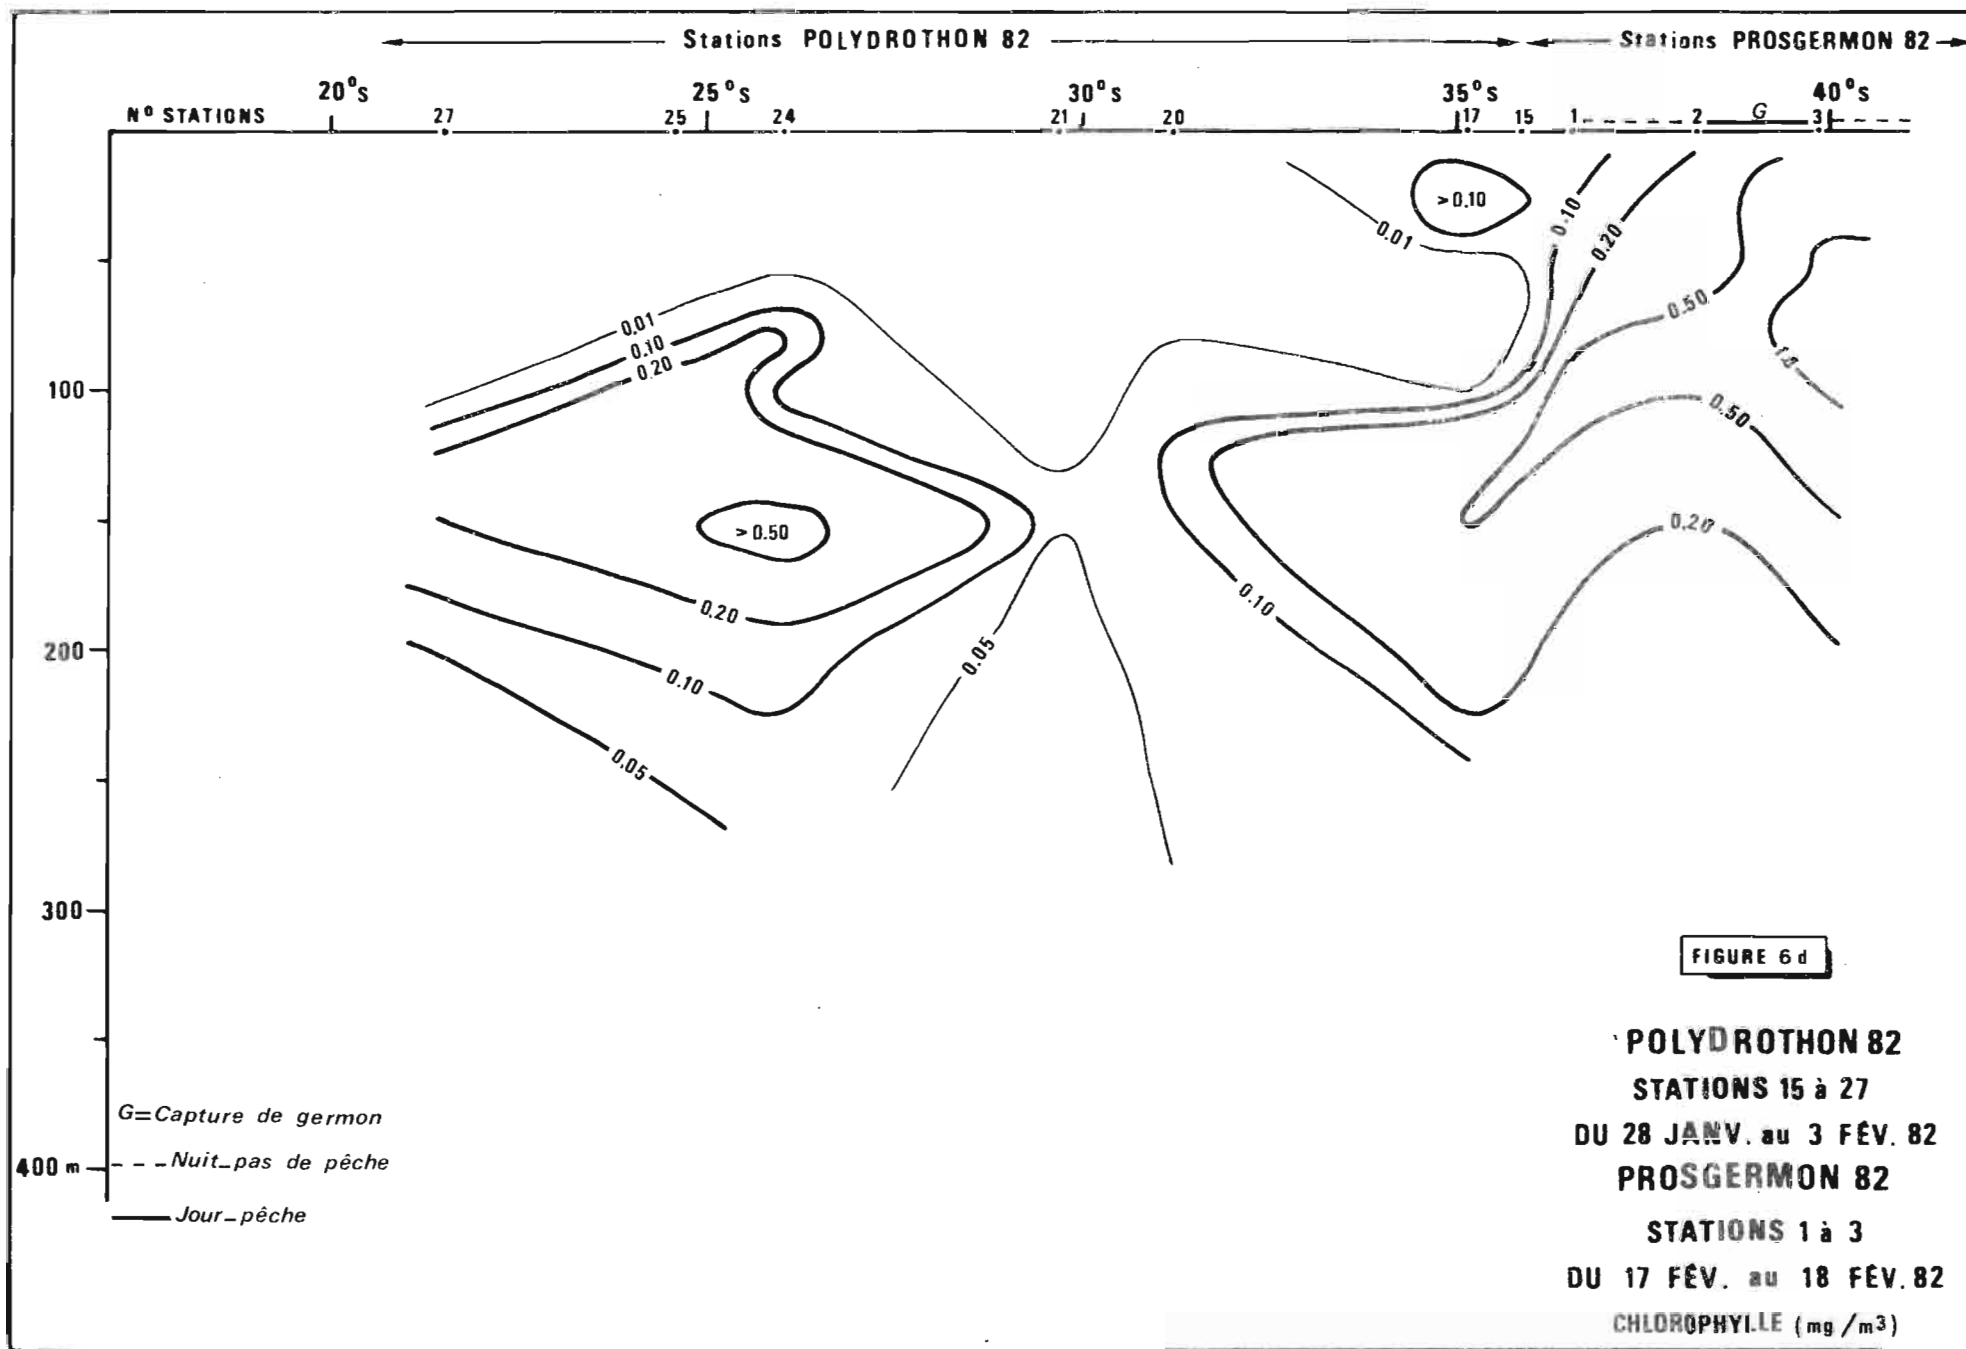 Stations POLYDROTHON 82
Stations PROSGERMON 82
20°s 25°s 30°s 35°s 40°s
N° STATIONS 27 25 24 21 20 17 15 1 2 G 3
>0.10
0.10
0.20
0.01
0.01
0.10
0.20
0.50
1.0
0.50
>0.50
0.20
0.20
0.10
0.05
0.10
0.05
100
200
300
400 m
G=Capture de germon
Nuit_pas de pêche
Jour_pêche
FIGURE 6d
POLYDROTHON 82
STATIONS 15 à 27
DU 28 JANV. au 3 FÉV. 82
PROSGERMON 82
STATIONS 1 à 3
DU 17 FÉV. au 18 FÉV. 82
CHLOROPHYLLE (mg/m3)